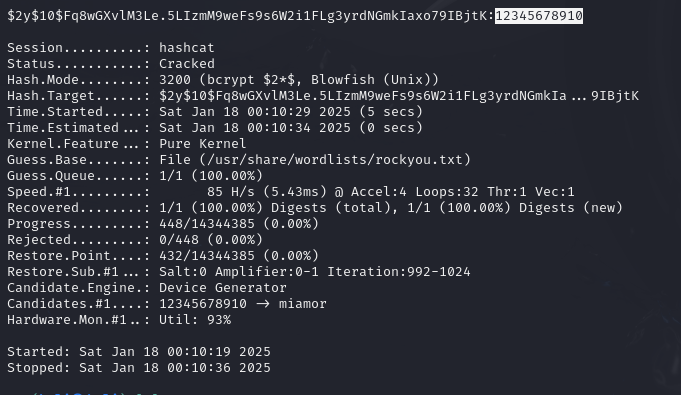 $2y$10$Fq8wGXvlM3Le.5LIzmM9weFs9s6W2i1FLg3yrdNGmkIaxo79IBjtK:12345678910
Session..........: hashcat
Status...........: Cracked
Hash.Mode........: 3200 (bcrypt $2*$, Blowfish (Unix))
Hash.Target......: $2y$10$Fq8wGXvlM3Le.5LIzmM9weFs9s6W2i1FLg3yrdNGmkIa...9IBjtK
Time.Started.....: Sat Jan 18 00:10:29 2025 (5 secs)
Time.Estimated...: Sat Jan 18 00:10:34 2025 (0 secs)
Kernel.Feature...: Pure Kernel
Guess.Base.......: File (/usr/share/wordlists/rockyou.txt)
Guess.Queue......: 1/1 (100.00%)
Speed.#1.........:       85 H/s (5.43ms) @ Accel:4 Loops:32 Thr:1 Vec:1
Recovered........: 1/1 (100.00%) Digests (total), 1/1 (100.00%) Digests (new)
Progress.........: 448/14344385 (0.00%)
Rejected.........: 0/448 (0.00%)
Restore.Point....: 432/14344385 (0.00%)
Restore.Sub.#1...: Salt:0 Amplifier:0-1 Iteration:992-1024
Candidate.Engine.: Device Generator
Candidates.#1....: 12345678910 -> miamor
Hardware.Mon.#1..: Util: 93%
Started: Sat Jan 18 00:10:19 2025
Stopped: Sat Jan 18 00:10:36 2025